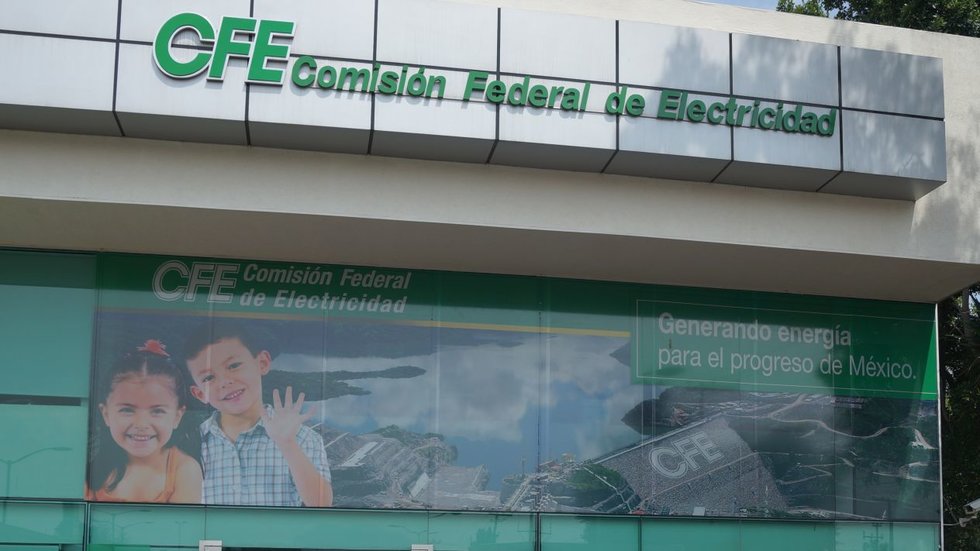 CFE Comisión Federal de Electricidad
CFE Comisión Federal
de Electricidad
Generando energía
para el progreso de México.
CFE